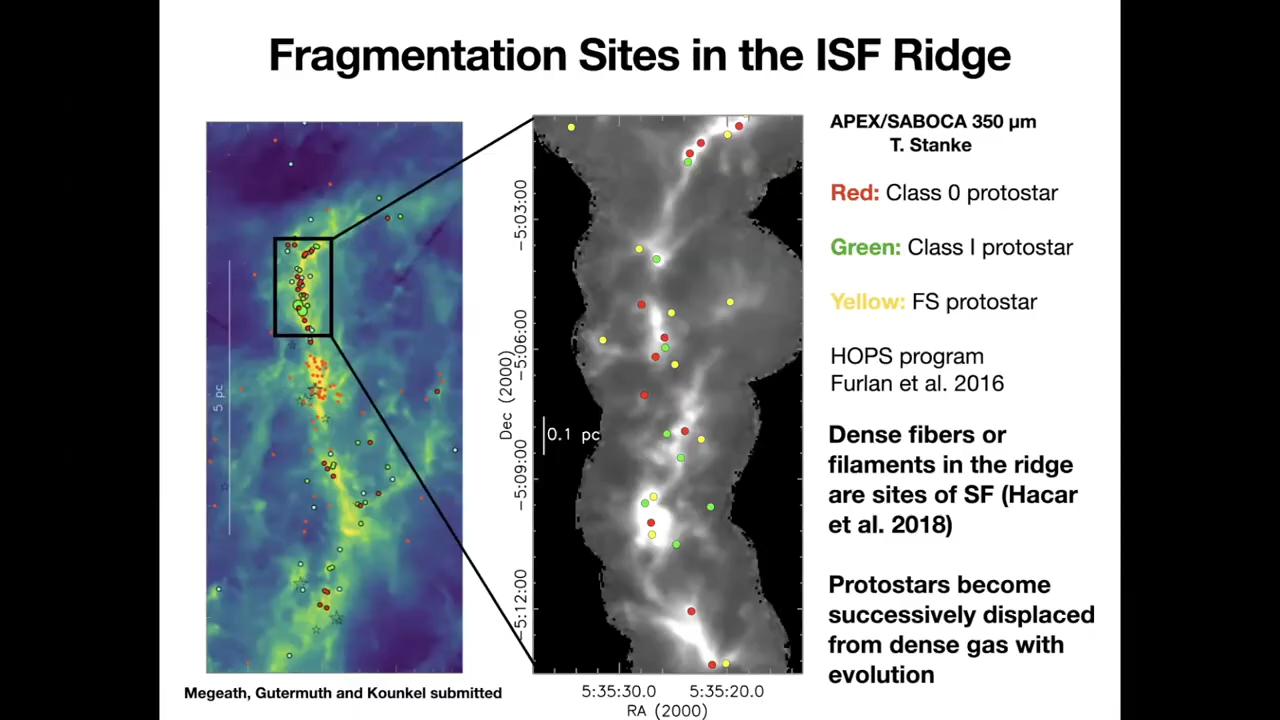 Fragmentation Sites in the ISF Ridge
5 pc
Megeath, Gutermuth and Kounkel submitted
-5:03:00
-5:06:00
-5:09:00
-5:12:00
Dec (2000)
0.1 pc
5:35:30.0 5:35:20.0
RA (2000)
APEX/SABOCA 350 µm
T. Stanke
Red: Class 0 protostar
Green: Class I protostar
Yellow: FS protostar
HOPS program
Furlan et al. 2016
Dense fibers or
filaments in the ridge
are sites of SF (Hacar
et al. 2018)
Protostars become
successively displaced
from dense gas with
evolution